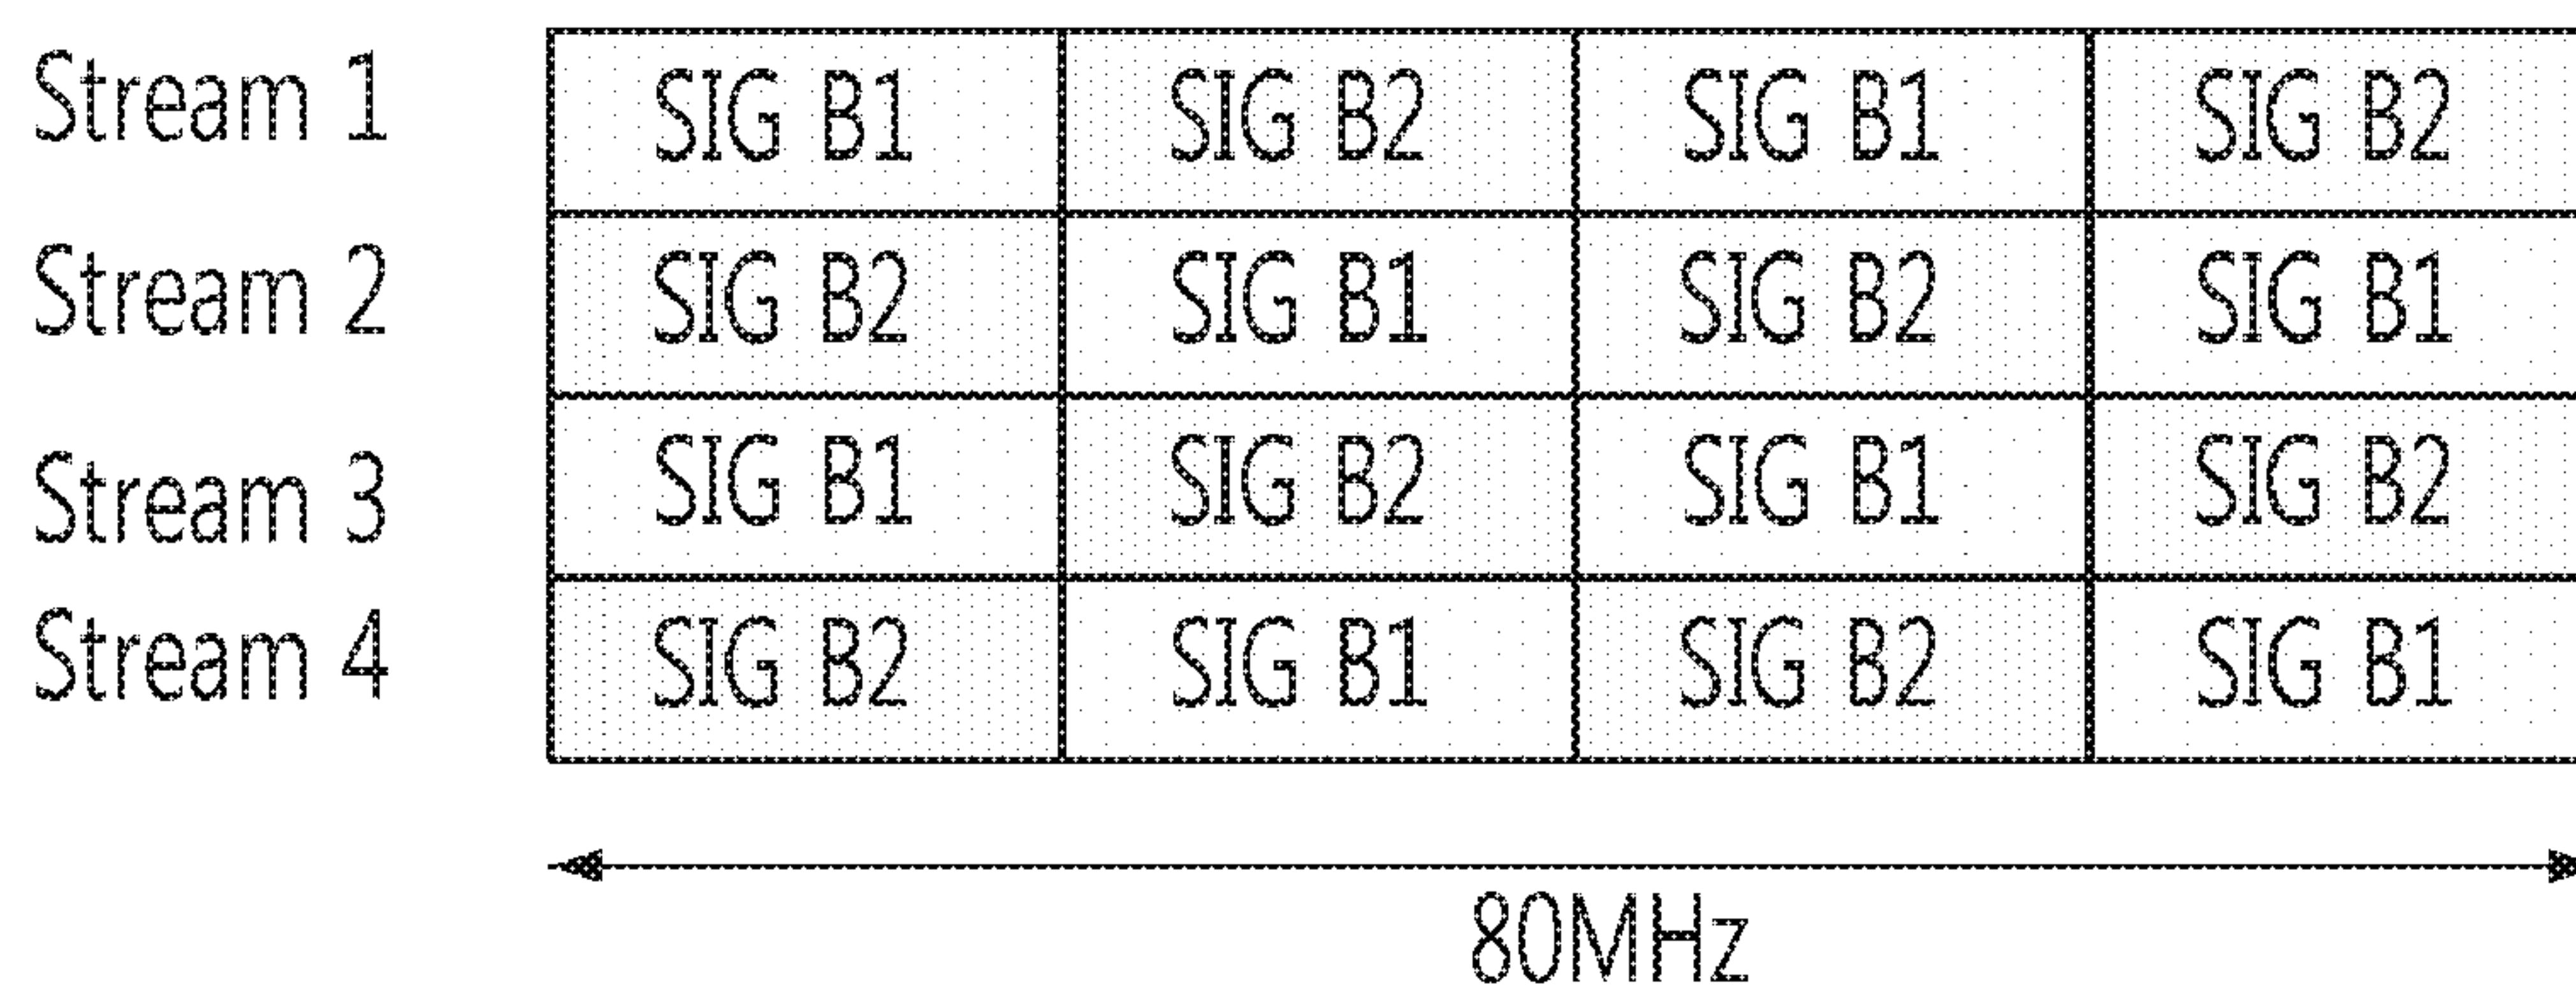 Stream 1 SIG B1 SIG B2 SIG B1 SIG B2
Stream 2 SIG B2 SIG B1 SIG B2 SIG B1
Stream 3 SIG B1 SIG B2 SIG B1 SIG B2
Stream 4 SIG B2 SIG B1 SIG B2 SIG B1
80MHz